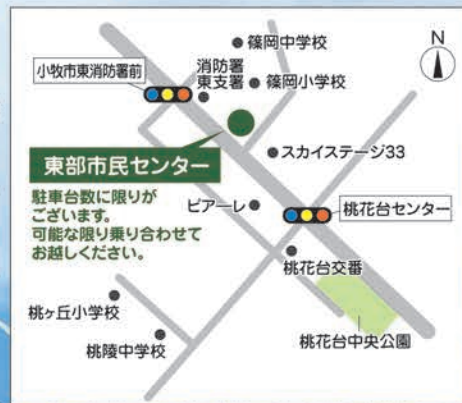 N
篠岡中学校
小牧市東消防署前
消防署
東支署
篠岡小学校
東部市民センター
スカイステージ33
駐車台数に限りが
ございます。
可能な限り乗り合わせて
お越しください。
ピアーレ
桃花台センター
桃花台交番
桃ヶ丘小学校
桃陵中学校
桃花台中央公園